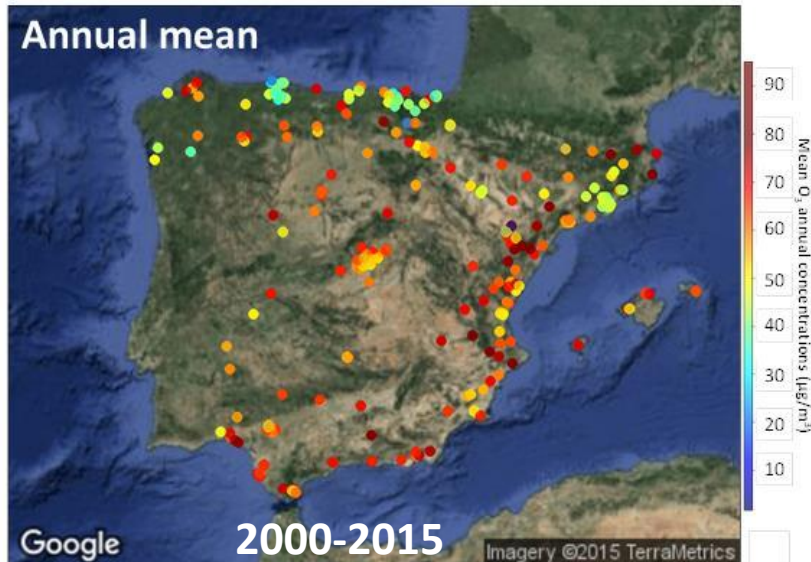 Annual mean
90
80
70
60
50
40
30
20
10
Mean O₃ annual concentrations (µg/m³)
2000-2015
Google
Imagery ©2015 TerraMetrics